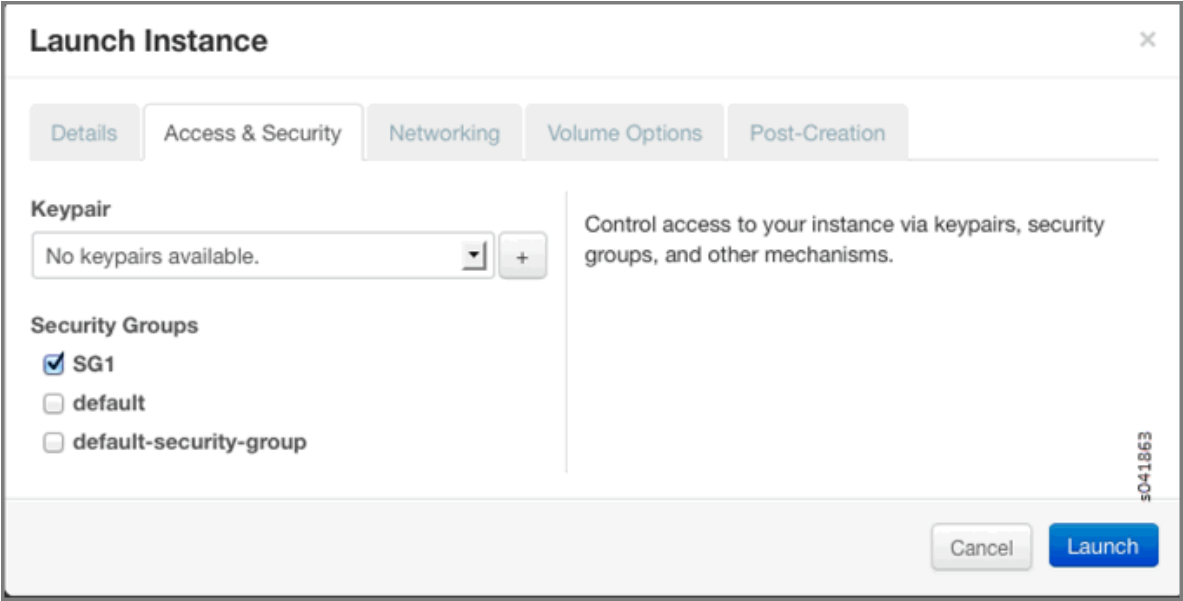 Launch Instance
×
Details Access & Security Networking Volume Options Post-Creation
Keypair
No keypairs available.
+
Security Groups
SG1
default
default-security-group
Control access to your instance via keypairs, security
groups, and other mechanisms.
s041863
Cancel Launch